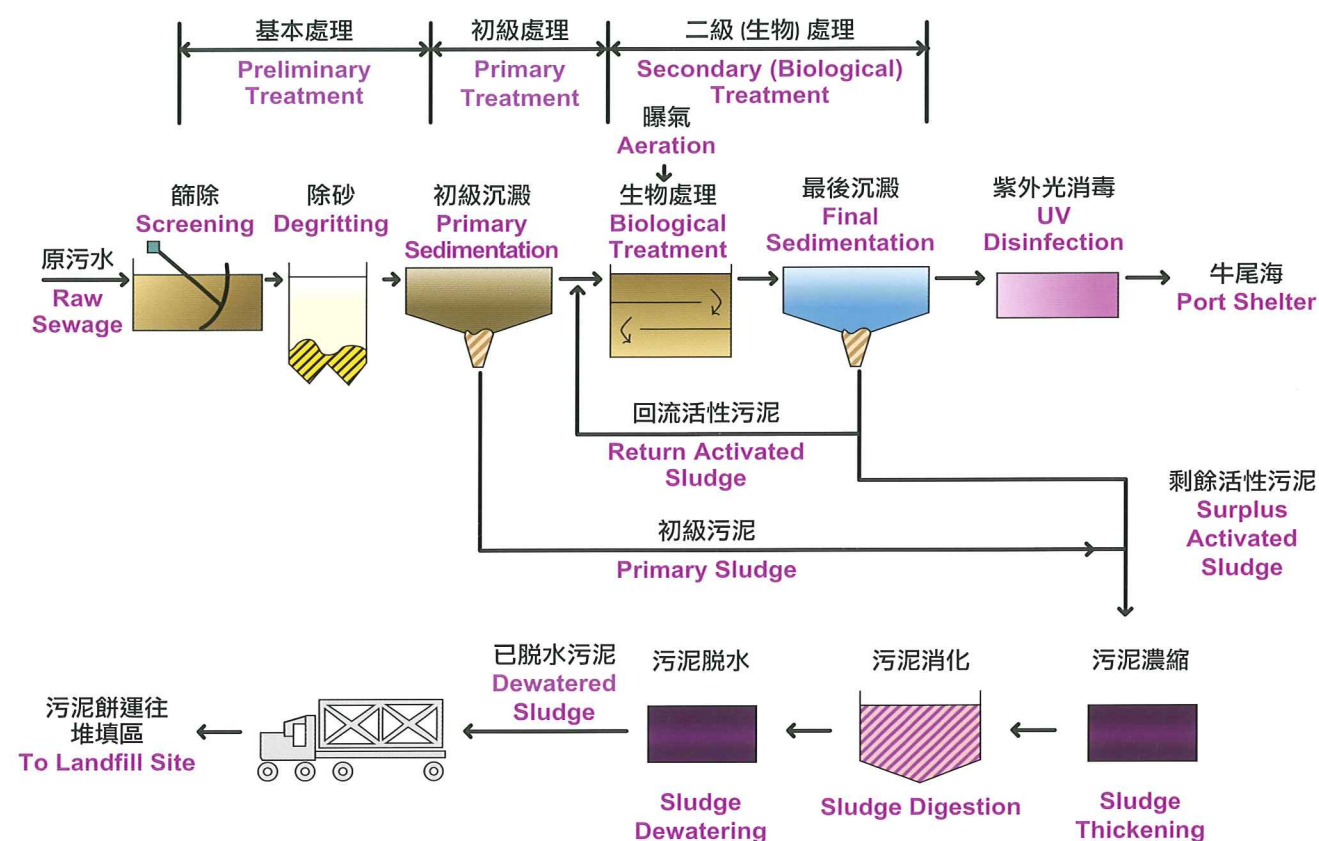 基本處理
Preliminary
Treatment
初級處理
Primary
Treatment
二級 (生物) 處理
Secondary (Biological)
Treatment
曝氣
Aeration
原污水
Raw
Sewage
篩除
Screening
除砂
Degritting
初級沉澱
Primary
Sedimentation
生物處理
Biological
Treatment
最後沉澱
Final
Sedimentation
紫外光消毒
UV
Disinfection
牛尾海
Port Shelter
回流活性污泥
Return Activated
Sludge
剩餘活性污泥
Surplus
Activated
Sludge
初級污泥
Primary Sludge
污泥餅運往
堆填區
To Landfill Site
已脱水污泥
Dewatered
Sludge
污泥脱水
Sludge
Dewatering
污泥消化
Sludge Digestion
污泥濃縮
Sludge
Thickening